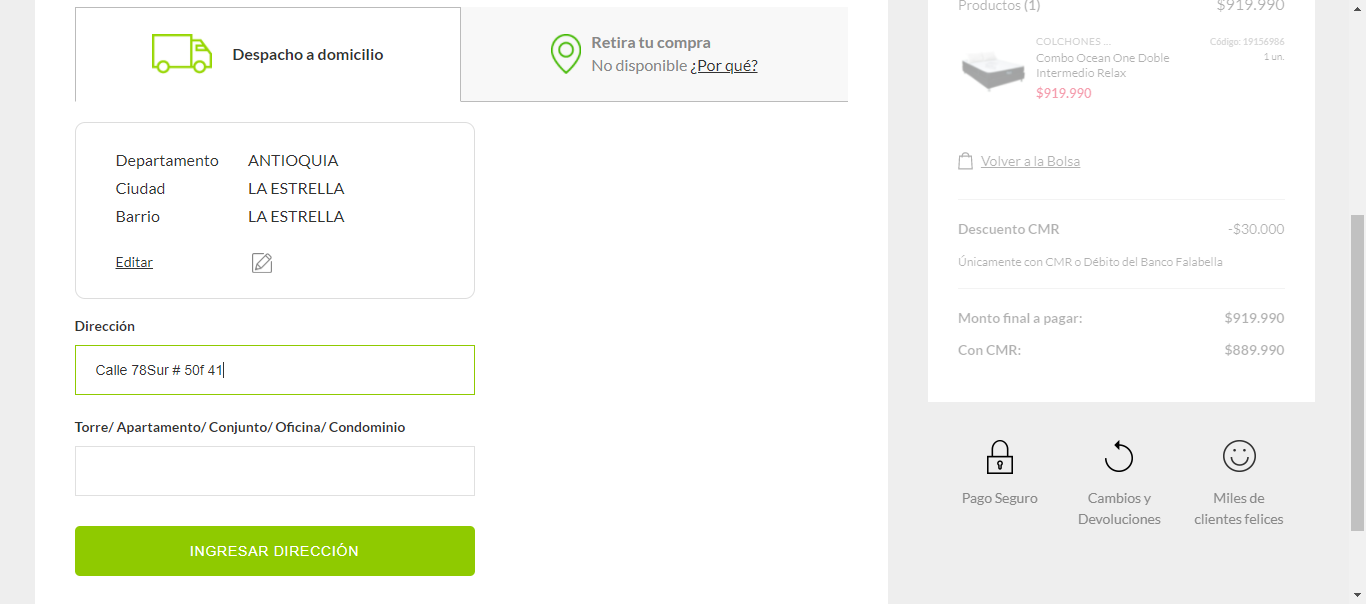 Despacho a domicilio
Retira tu compra
No disponible ¿Por qué?
Departamento ANTIOQUIA
Ciudad LA ESTRELLA
Barrio LA ESTRELLA
Editar
Dirección
Calle 78Sur # 50f 41
Torre/ Apartamento/ Conjunto/ Oficina/ Condominio
INGRESAR DIRECCIÓN
Productos (1) $919.990
COLCHONES ... Código: 19156986
Combo Ocean One Doble 1 un.
Intermedio Relax
$919.990
Volver a la Bolsa
Descuento CMR -$30.000
Únicamente con CMR o Débito del Banco Falabella
Monto final a pagar: $919.990
Con CMR: $889.990
Pago Seguro
Cambios y
Devoluciones
Miles de
clientes felices